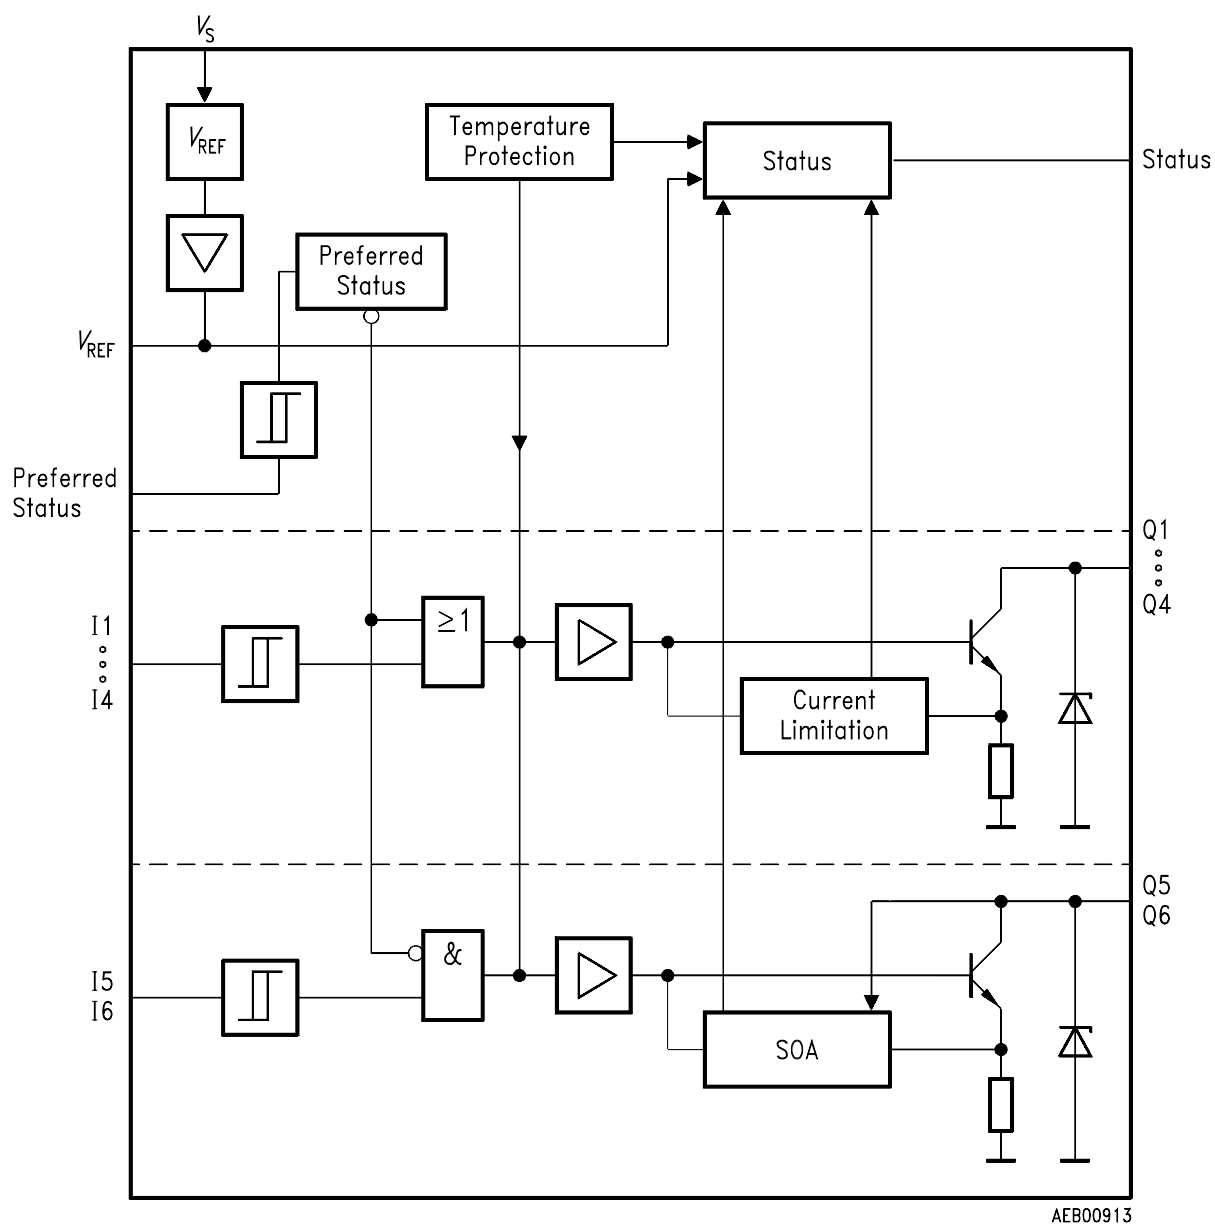 VS
VREF
Temperature
Protection
Status
Status
Preferred
Status
VREF
Preferred
Status
Q1
Q4
I1
I4
≥1
Current
Limitation
Q5
Q6
I5
I6
&
SOA
AEB00913